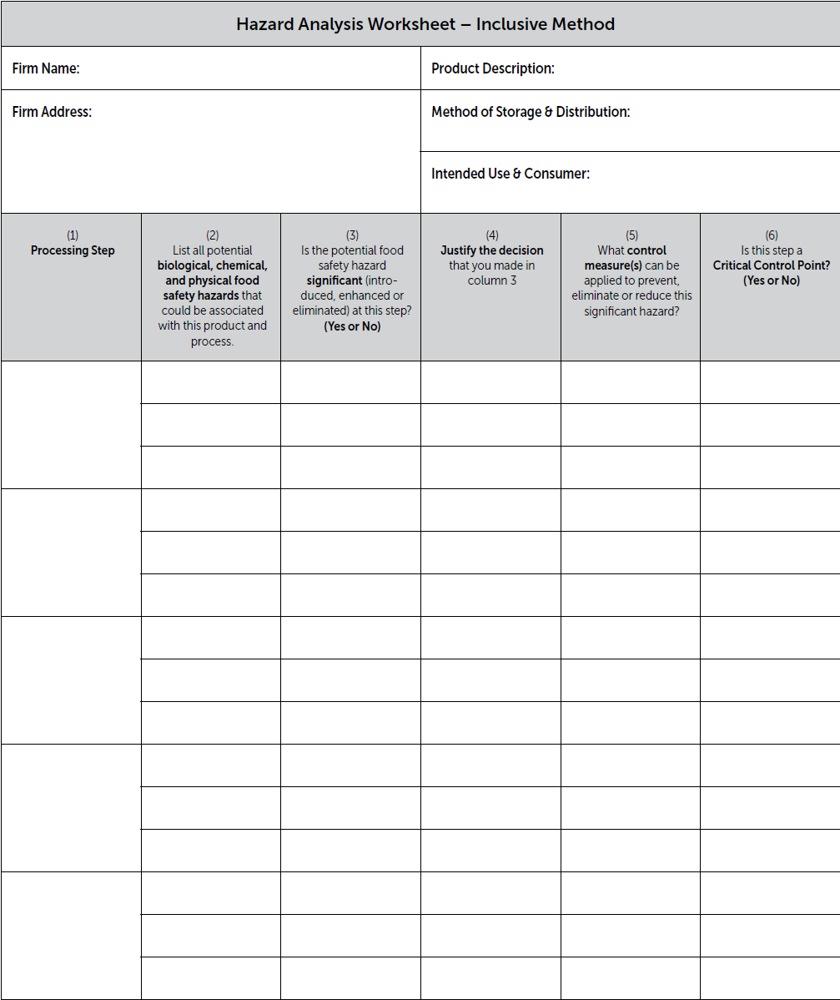 Hazard Analysis Worksheet – Inclusive Method
Firm Name:
Product Description:
Firm Address:
Method of Storage & Distribution:
Intended Use & Consumer:
(1)
Processing Step
(2)
List all potential
biological, chemical,
and physical food
safety hazards that
could be associated
with this product and
process.
(3)
Is the potential food
safety hazard
significant (intro-
duced, enhanced or
eliminated) at this step?
(Yes or No)
(4)
Justify the decision
that you made in
column 3
(5)
What control
measure(s) can be
applied to prevent,
eliminate or reduce this
significant hazard?
(6)
Is this step a
Critical Control Point?
(Yes or No)